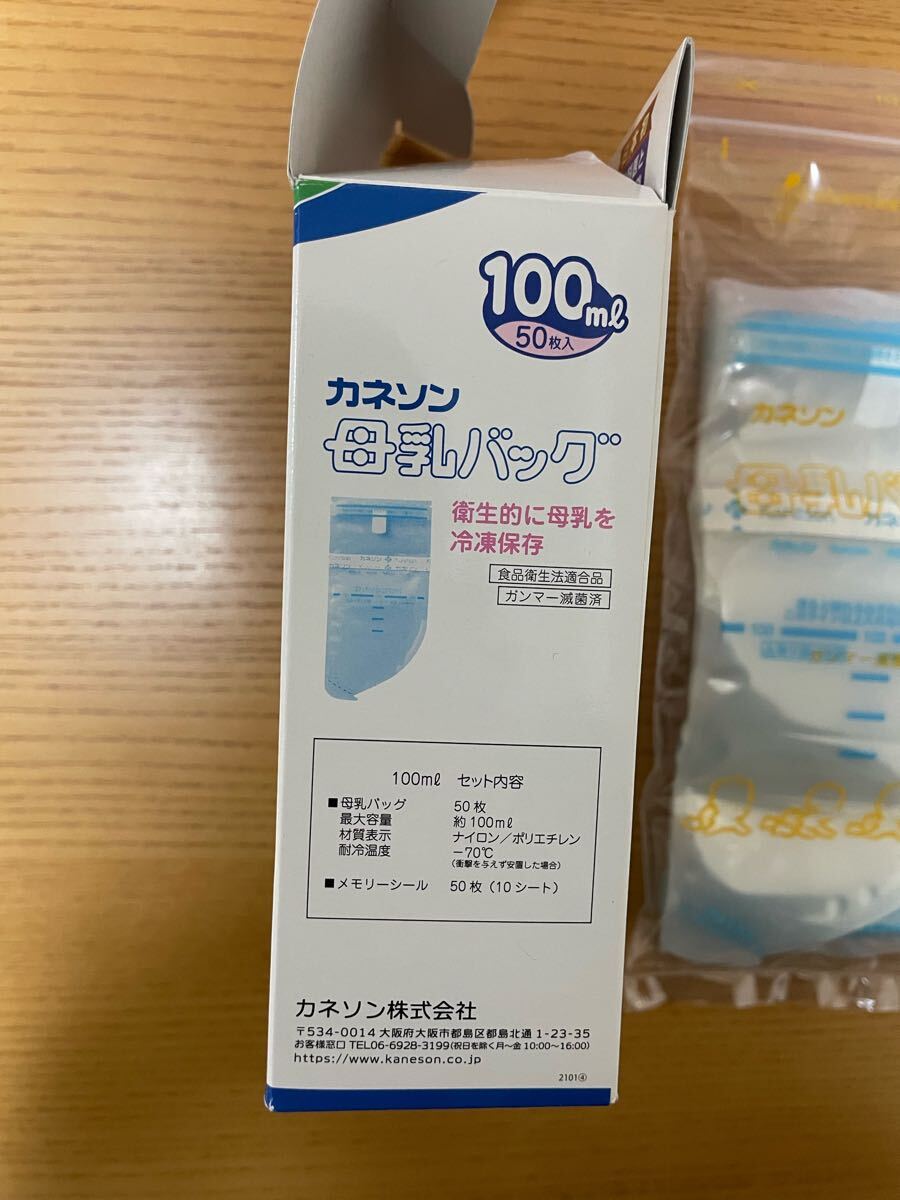 100ml
50枚入
カネソン
母乳バッグ
衛生的に母乳を
冷凍保存
食品衛生法適合品
ガンマー滅菌済
100ml セット内容
■母乳バッグ 50枚
最大容量 約100ml
材質表示 ナイロン/ポリエチレン
耐冷温度 -70℃
(衝撃を与えず安置した場合)
■メモリーシール 50枚(10シート)
カネソン株式会社
〒534-0014 大阪府大阪市都島区都島北通 1-23-35
お客様窓口 TEL06-6928-3199(祝日を除く月〜金 10:00〜16:00)
https://www.kaneson.co.jp
2101④
カネソン
母乳バ
100
100